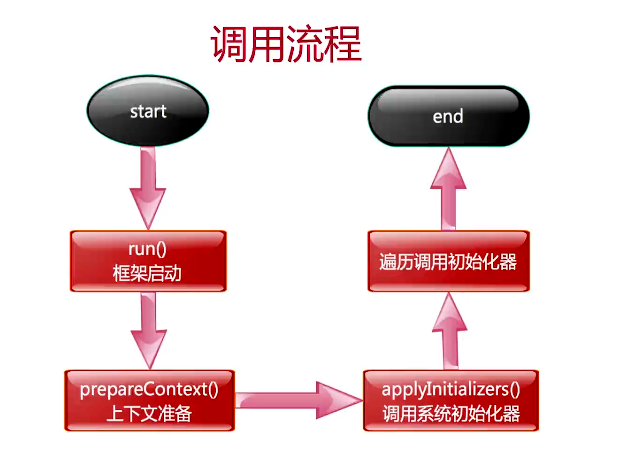 调用流程
start
run()
框架启动
prepareContext()
上下文准备
applyInitializers()
调用系统初始化器
遍历调用初始化器
end